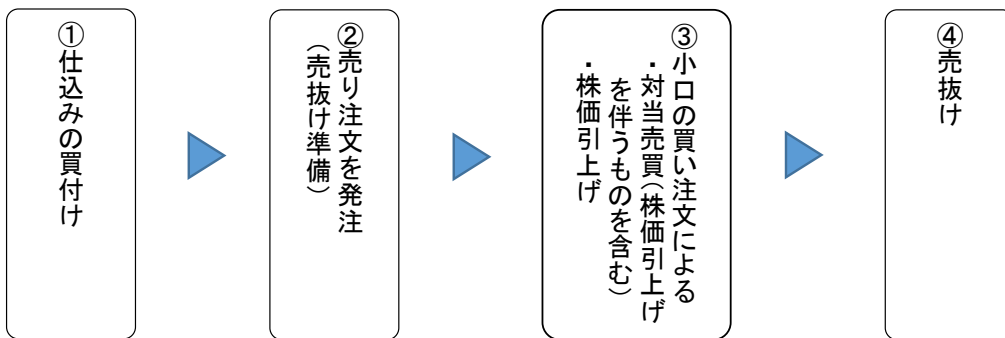 ①仕込みの買付け
②売り注文を発注
(売抜け準備)
③小口の買い注文による
・対当売買(株価引上げ
を伴うものを含む)
・株価引上げ
④売抜け